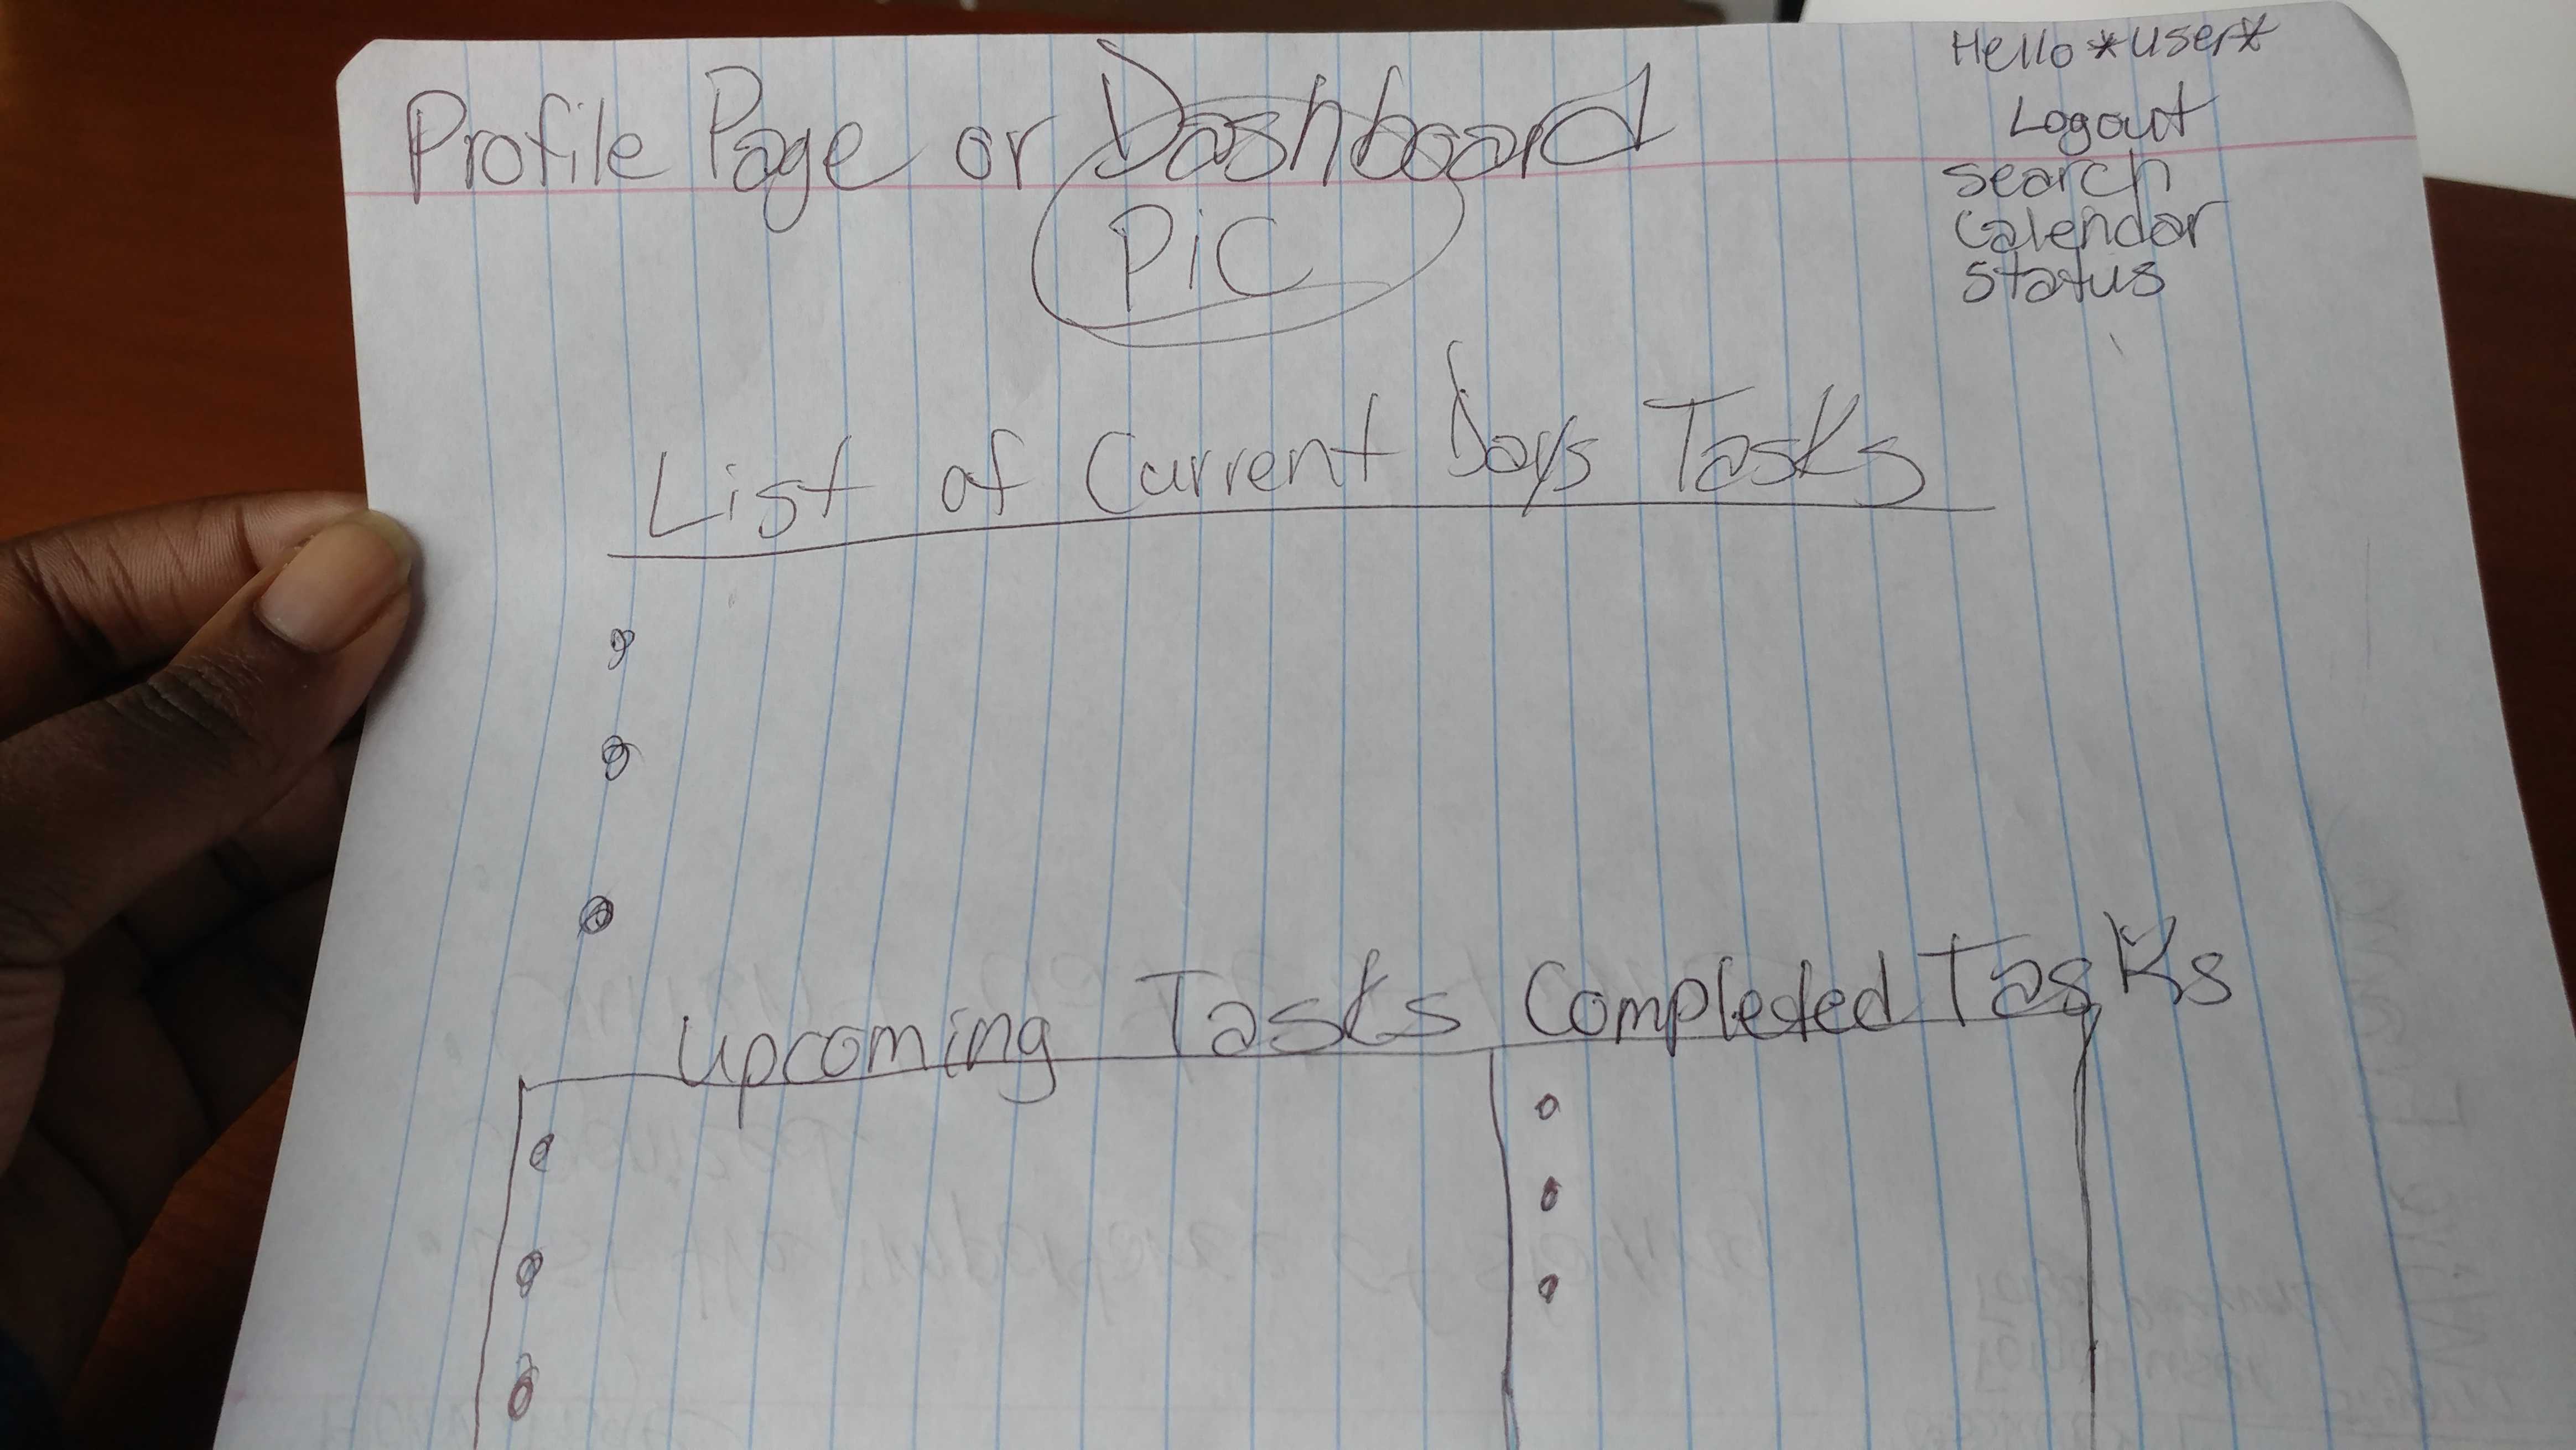 Hello *user*
Logout
Profile Page or Dashboard
search
Calendar
status
PiC
List of Current Days Tasks
upcoming Tasks
Completed Tasks